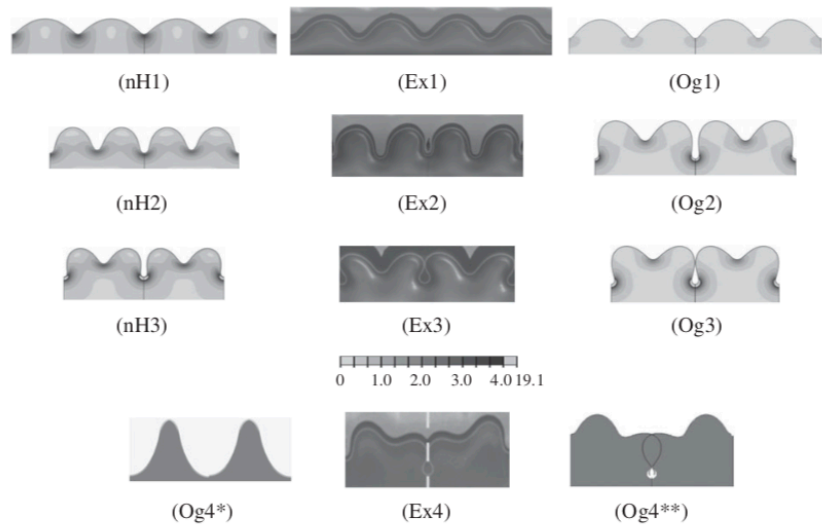 (nH1) (Ex1) (Og1)
(nH2) (Ex2) (Og2)
(nH3) (Ex3) (Og3)
0 1.0 2.0 3.0 4.0 19.1
(Og4*) (Ex4) (Og4**)